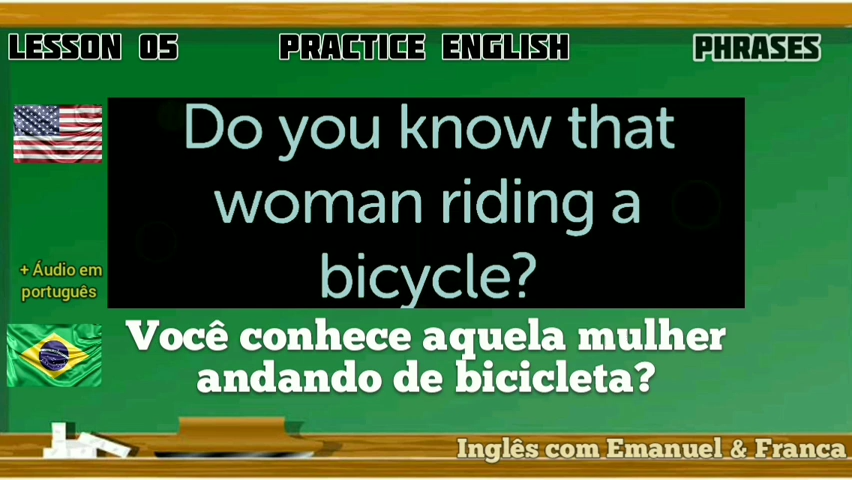 LESSON 05
PRACTICE ENGLISH
PHRASES
Do you know that
woman riding a
bicycle?
+ Áudio em
português
Você conhece aquela mulher
andando de bicicleta?
Inglês com Emanuel & Franca